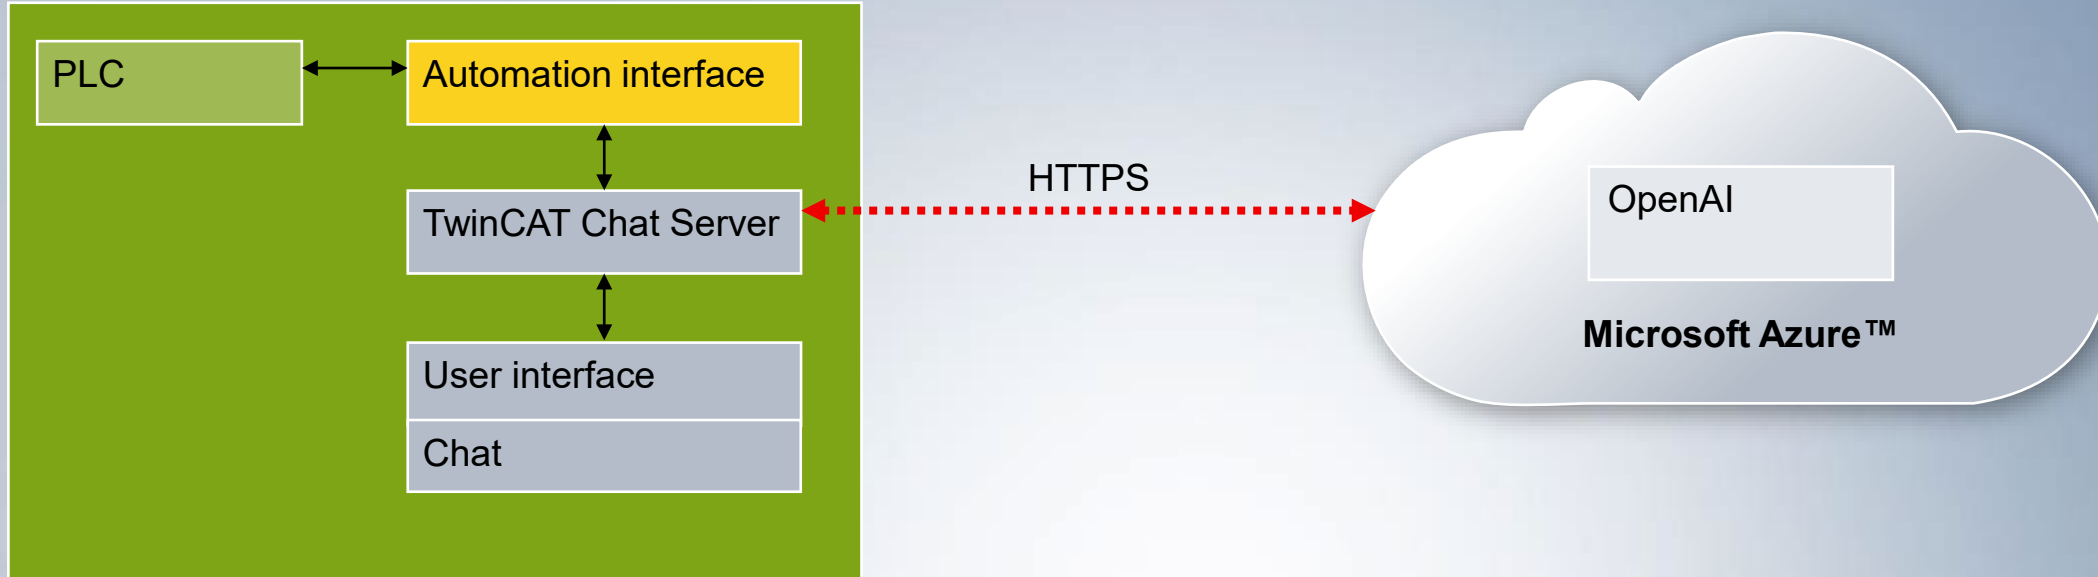 PLC
Automation interface
HTTPS
TwinCAT Chat Server
OpenAI
Microsoft Azure™
User interface
Chat